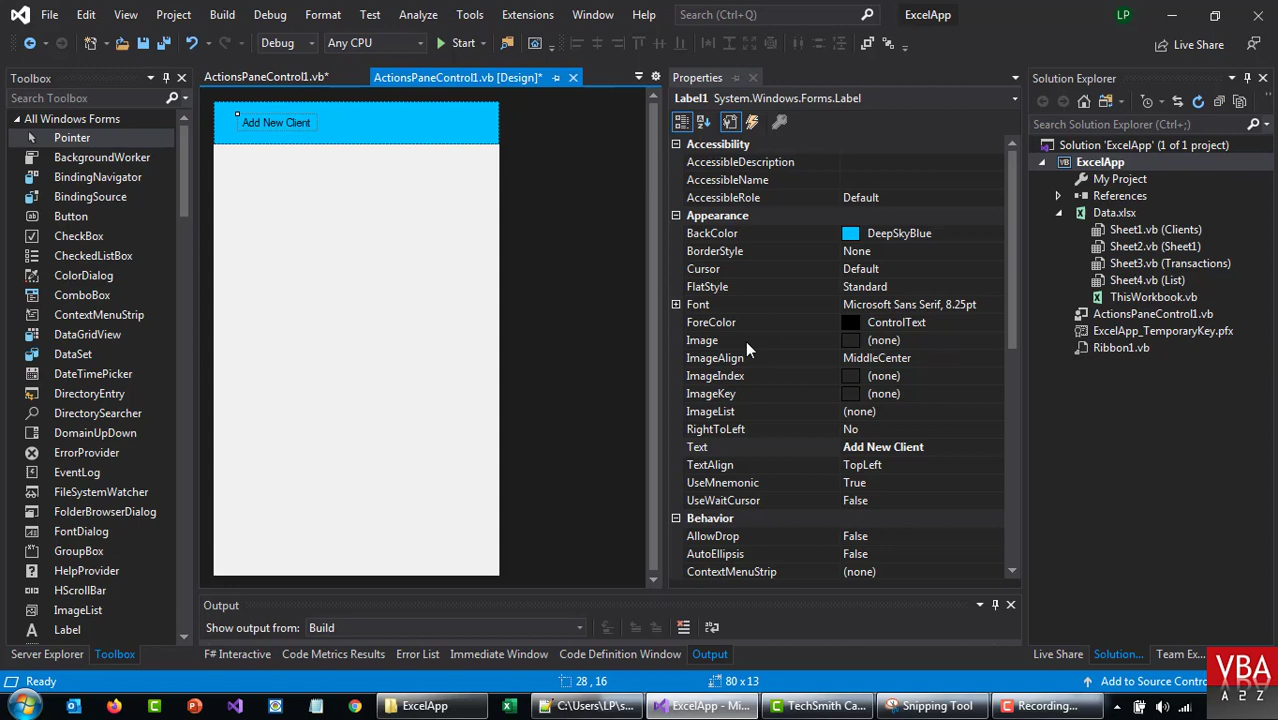 File Edit View Project Build Debug Format Test Analyze Tools Extensions Window Help Search (Ctrl+Q) ExcelApp LP
Debug Any CPU Start Live Share
Toolbox
Search Toolbox
All Windows Forms
Pointer
BackgroundWorker
BindingNavigator
BindingSource
Button
CheckBox
CheckedListBox
ColorDialog
ComboBox
ContextMenuStrip
DataGridView
DataSet
DateTimePicker
DirectoryEntry
DirectorySearcher
DomainUpDown
ErrorProvider
EventLog
FileSystemWatcher
FolderBrowserDialog
FontDialog
GroupBox
HelpProvider
HScrollBar
ImageList
Label
Server Explorer Toolbox
ActionsPaneControl1.vb* ActionsPaneControl1.vb [Design]*
Add New Client
Properties
Label1 System.Windows.Forms.Label
Accessibility
AccessibleDescription
AccessibleName
AccessibleRole Default
Appearance
BackColor DeepSkyBlue
BorderStyle None
Cursor Default
FlatStyle Standard
Font Microsoft Sans Serif, 8.25pt
ForeColor ControlText
Image (none)
ImageAlign MiddleCenter
ImageIndex (none)
ImageKey (none)
ImageList (none)
RightToLeft No
Text Add New Client
TextAlign TopLeft
UseMnemonic True
UseWaitCursor False
Behavior
AllowDrop False
AutoEllipsis False
ContextMenuStrip (none)
Solution Explorer
Search Solution Explorer (Ctrl+;)
Solution 'ExcelApp' (1 of 1 project)
VB ExcelApp
My Project
References
Data.xlsx
Sheet1.vb (Clients)
Sheet2.vb (Sheet1)
Sheet3.vb (Transactions)
Sheet4.vb (List)
ThisWorkbook.vb
ActionsPaneControl1.vb
ExcelApp_TemporaryKey.pfx
Ribbon1.vb
Output
Show output from: Build
F# Interactive Code Metrics Results Error List Immediate Window Code Definition Window Output
Live Share Solution... Team Ex...
Ready 28 , 16 80 x 13 Add to Source Contro
VBA
A 2 Z
ExcelApp C:\Users\LP\s... ExcelApp - Mi... TechSmith Ca... Snipping Tool Recording...